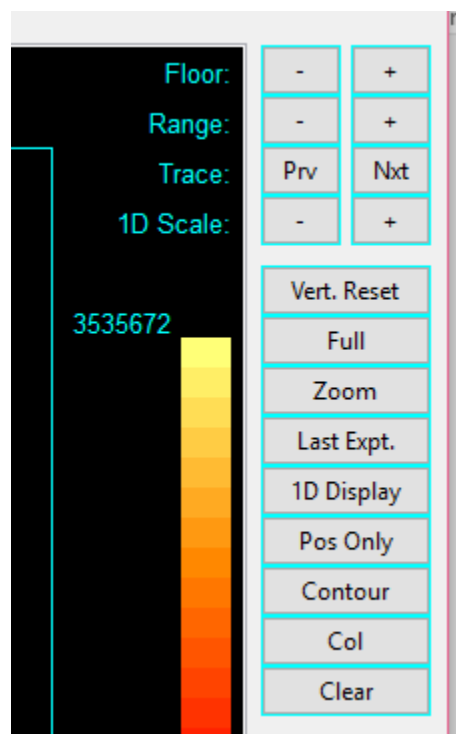 Floor: - +
Range: - +
Trace: Prv Nxt
1D Scale: - +
Vert. Reset
3535672
Full
Zoom
Last Expt.
1D Display
Pos Only
Contour
Col
Clear